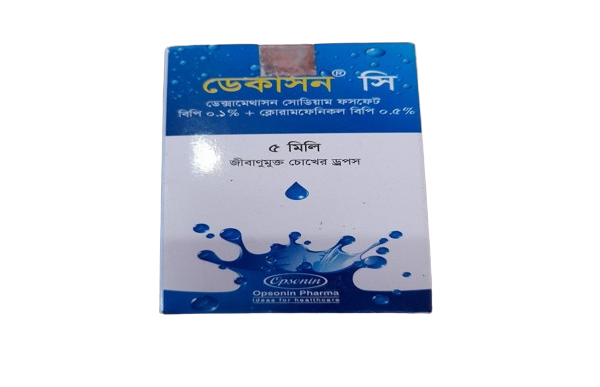 ডেকাসন® সি
ডেক্সামেথাসন সোডিয়াম ফসফেট
বিপি ০.১% + ক্লোরামফেনিকল বিপি ০.৫%
৫ মিলি
জীবাণুমুক্ত চোখের ড্রপস
Opsonin
Opsonin Pharma
Ideas for healthcare